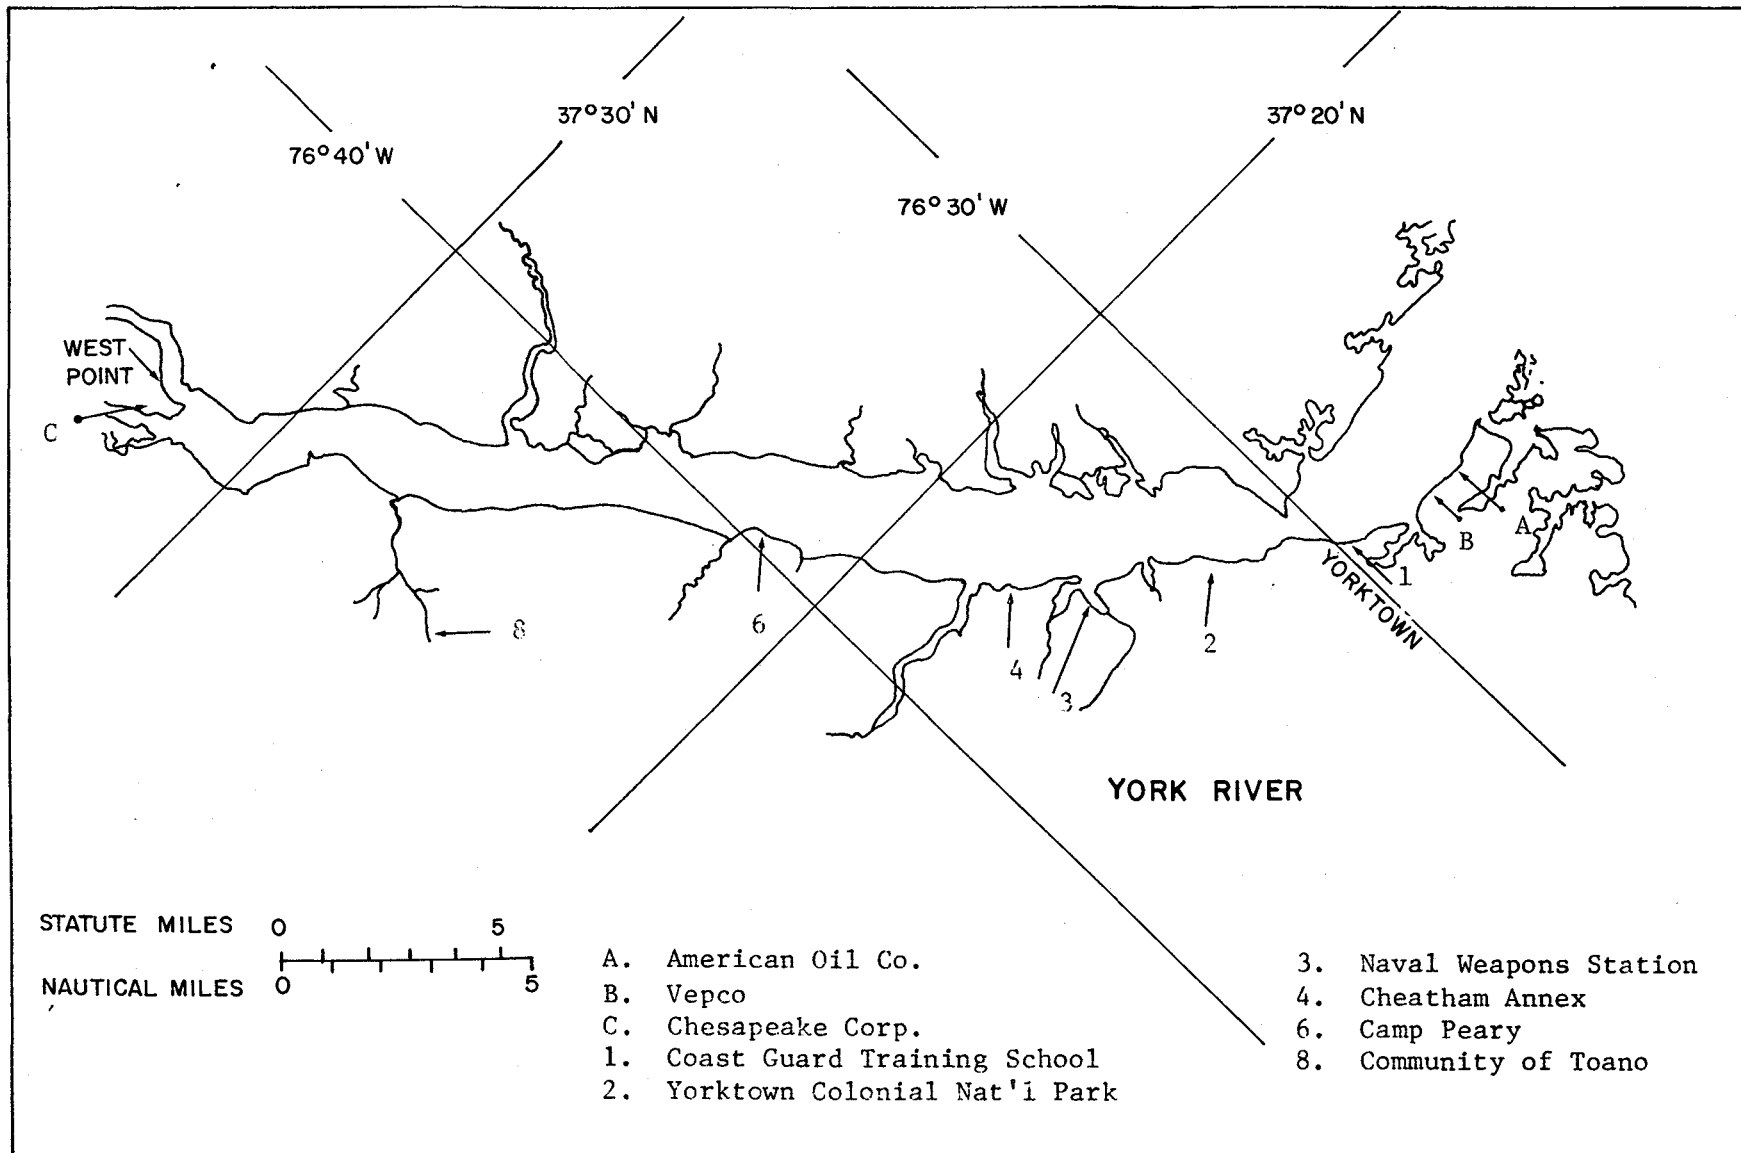 37° 30' N
37° 20' N
76° 40' W
76° 30' W
WEST
POINT
C
A
B
1
YORKTOWN
8
6
2
4
3
YORK RIVER
STATUTE MILES 0 5
NAUTICAL MILES 0 5
A. American Oil Co.
B. Vepco
C. Chesapeake Corp.
1. Coast Guard Training School
2. Yorktown Colonial Nat'l Park
3. Naval Weapons Station
4. Cheatham Annex
6. Camp Peary
8. Community of Toano